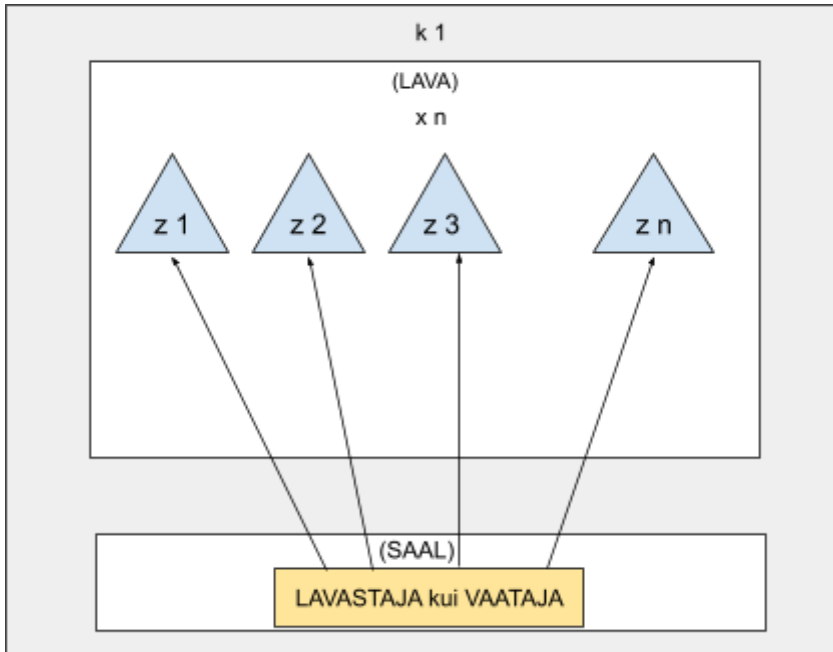 k 1
(LAVA)
x n
z 1 z 2 z 3 z n
(SAAL)
LAVASTAJA kui VAATAJA